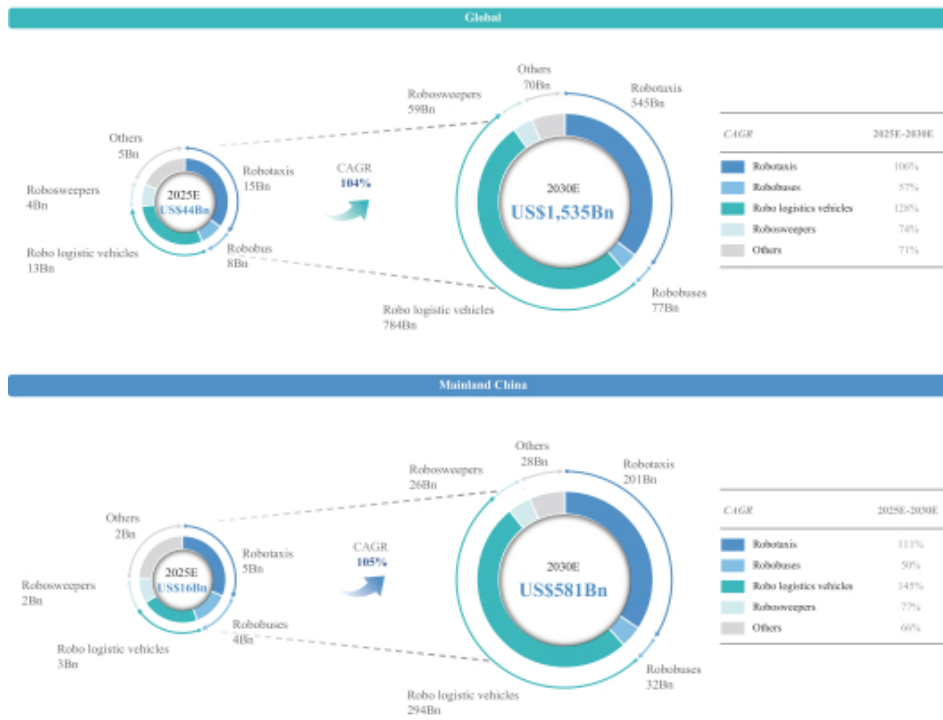 Global
Others
5Bn
Robosweepers
4Bn
Robo logistic vehicles
13Bn
2025E
US$44Bn
Robotaxis
15Bn
Robobus
8Bn
CAGR
104%
Robosweepers
59Bn
Others
70Bn
Robotaxis
545Bn
2030E
US$1,535Bn
Robo logistic vehicles
784Bn
Robobuses
77Bn
CAGR 2025E-2030E
Robotaxis 106%
Robobuses 57%
Robo logistics vehicles 128%
Robosweepers 74%
Others 71%
Mainland China
Others
2Bn
Robosweepers
2Bn
Robo logistic vehicles
3Bn
2025E
US$16Bn
Robotaxis
5Bn
Robobuses
4Bn
CAGR
105%
Robosweepers
26Bn
Others
28Bn
Robotaxis
201Bn
2030E
US$581Bn
Robo logistic vehicles
294Bn
Robobuses
32Bn
CAGR 2025E-2030E
Robotaxis 111%
Robobuses 50%
Robo logistics vehicles 145%
Robosweepers 77%
Others 66%